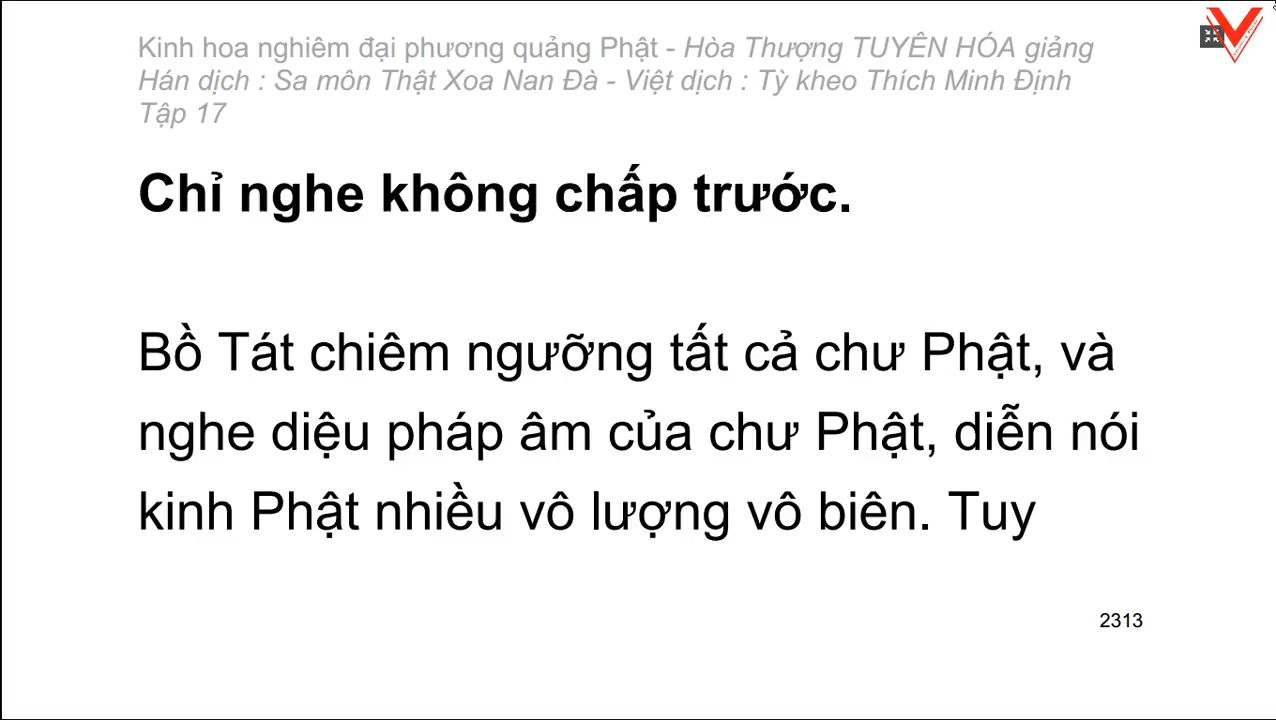 Kinh hoa nghiêm đại phương quảng Phật - Hòa Thượng TUYÊN HÓA giảng
Hán dịch : Sa môn Thật Xoa Nan Đà - Việt dịch : Tỳ kheo Thích Minh Định
Tập 17
Chỉ nghe không chấp trước.
Bồ Tát chiêm ngưỡng tất cả chư Phật, và
nghe diệu pháp âm của chư Phật, diễn nói
kinh Phật nhiều vô lượng vô biên. Tuy
2313